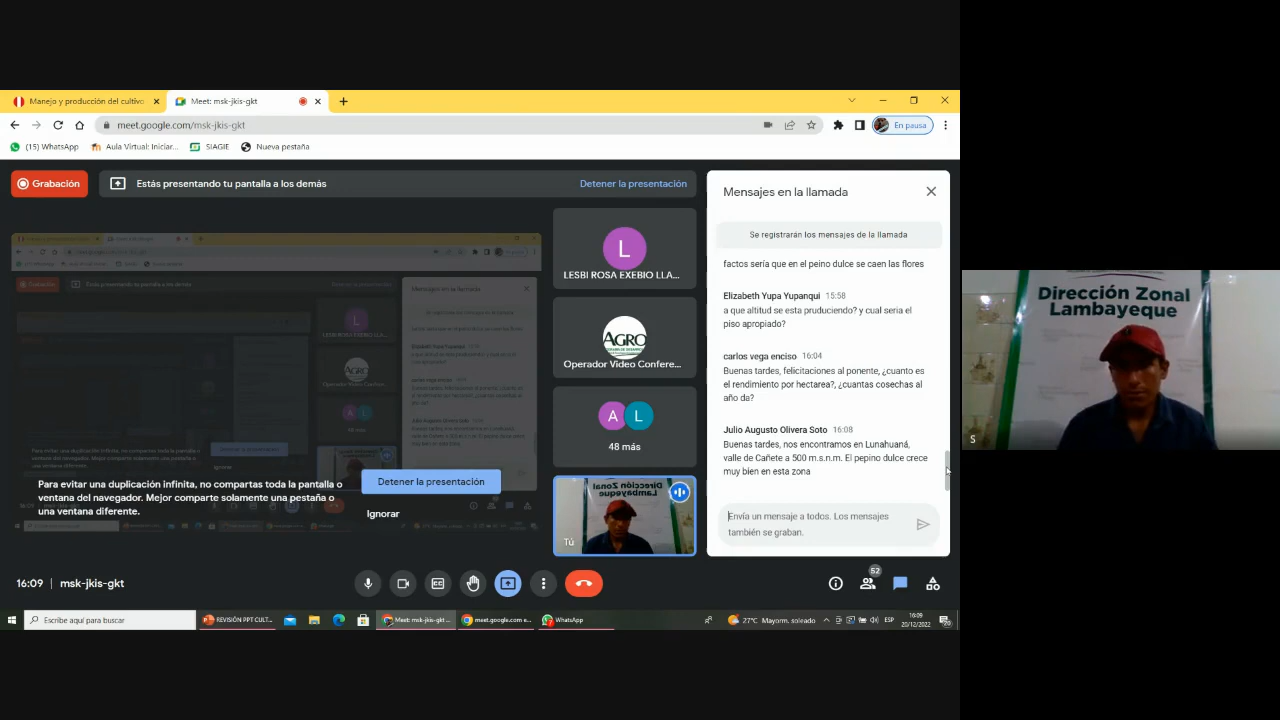 Manejo y producción del cultivo
Meet: msk-jkis-gkt
meet.google.com/msk-jkis-gkt
En pausa
(15) WhatsApp
Aula Virtual: Iniciar...
SIAGIE
Nueva pestaña
Grabación
Estás presentando tu pantalla a los demás
Detener la presentación
Mensajes en la llamada
Se registrarán los mensajes de la llamada
factos sería que en el peino dulce se caen las flores
Elizabeth Yupa Yupanqui 15:58
a que altitud se esta pruduciendo? y cual seria el
piso apropiado?
carlos vega enciso 16:04
Buenas tardes, felicitaciones al ponente, ¿cuanto es
el rendimiento por hectarea?, ¿cuantas cosechas al
año da?
Julio Augusto Olivera Soto 16:08
Buenas tardes, nos encontramos en Lunahuaná,
valle de Cañete a 500 m.s.n.m. El pepino dulce crece
muy bien en esta zona
Envía un mensaje a todos. Los mensajes
también se graban.
L
LESBI ROSA EXEBIO LLA...
AGRO
Operador Video Confere...
A L
48 más
Tú
Para evitar una duplicación infinita, no compartas toda la pantalla o
ventana del navegador. Mejor comparte solamente una pestaña o
una ventana diferente.
Detener la presentación
Ignorar
16:09 msk-jkis-gkt
52
Escribe aquí para buscar
REVISIÓN PPT CULT...
Meet: msk-jkis-gkt ...
meet.google.com e...
WhatsApp
27°C Mayorm. soleado
ESP
16:09
20/12/2022
Dirección Zonal
Lambayeque
S